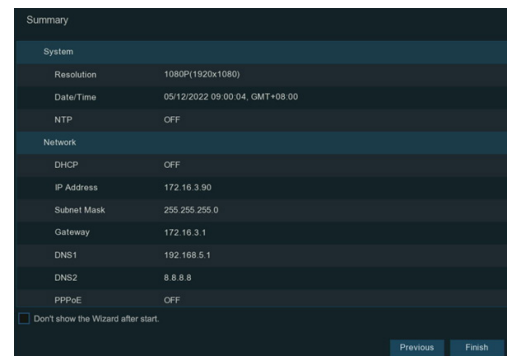 Summary
System
Resolution 1080P(1920x1080)
Date/Time 05/12/2022 09:00:04, GMT+08:00
NTP OFF
Network
DHCP OFF
IP Address 172.16.3.90
Subnet Mask 255.255.255.0
Gateway 172.16.3.1
DNS1 192.168.5.1
DNS2 8.8.8.8
PPPoE OFF
Don't show the Wizard after start.
Previous Finish